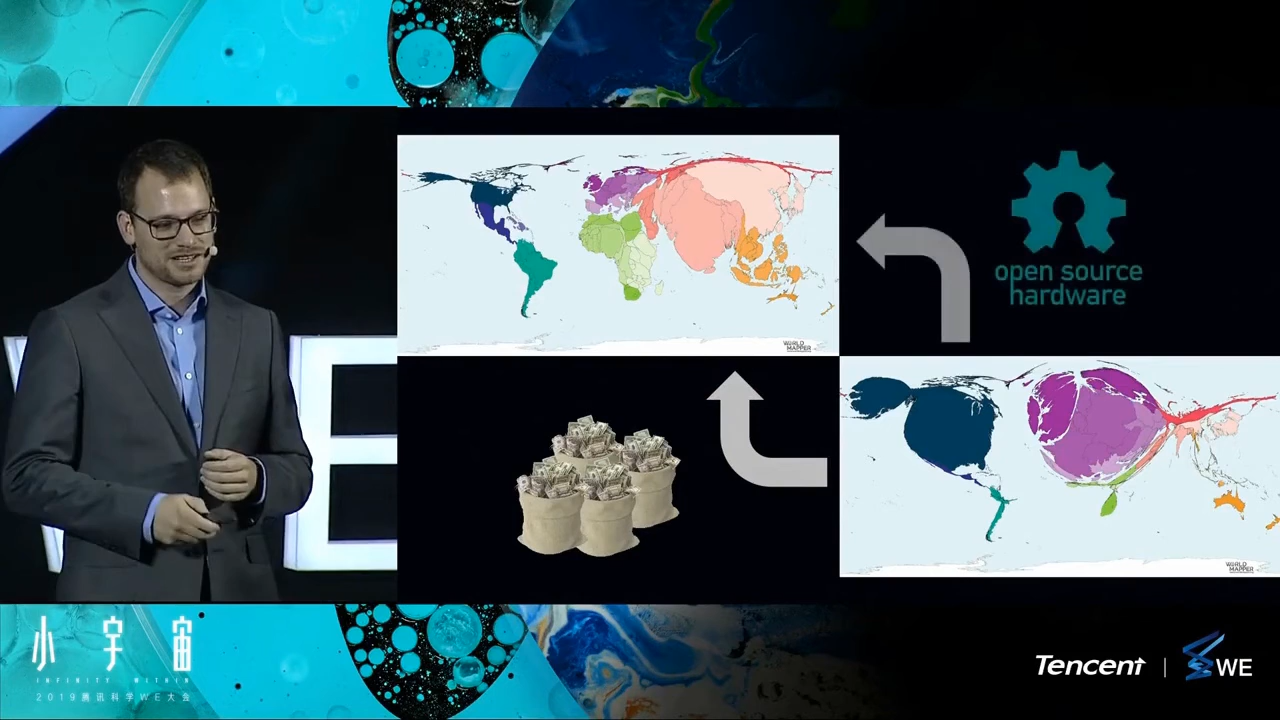 WORLD
MAPPER
open source
hardware
WORLD
MAPPER
小宇宙
INFINITY WITHIN
2019腾讯科学WE大会
Tencent
WE